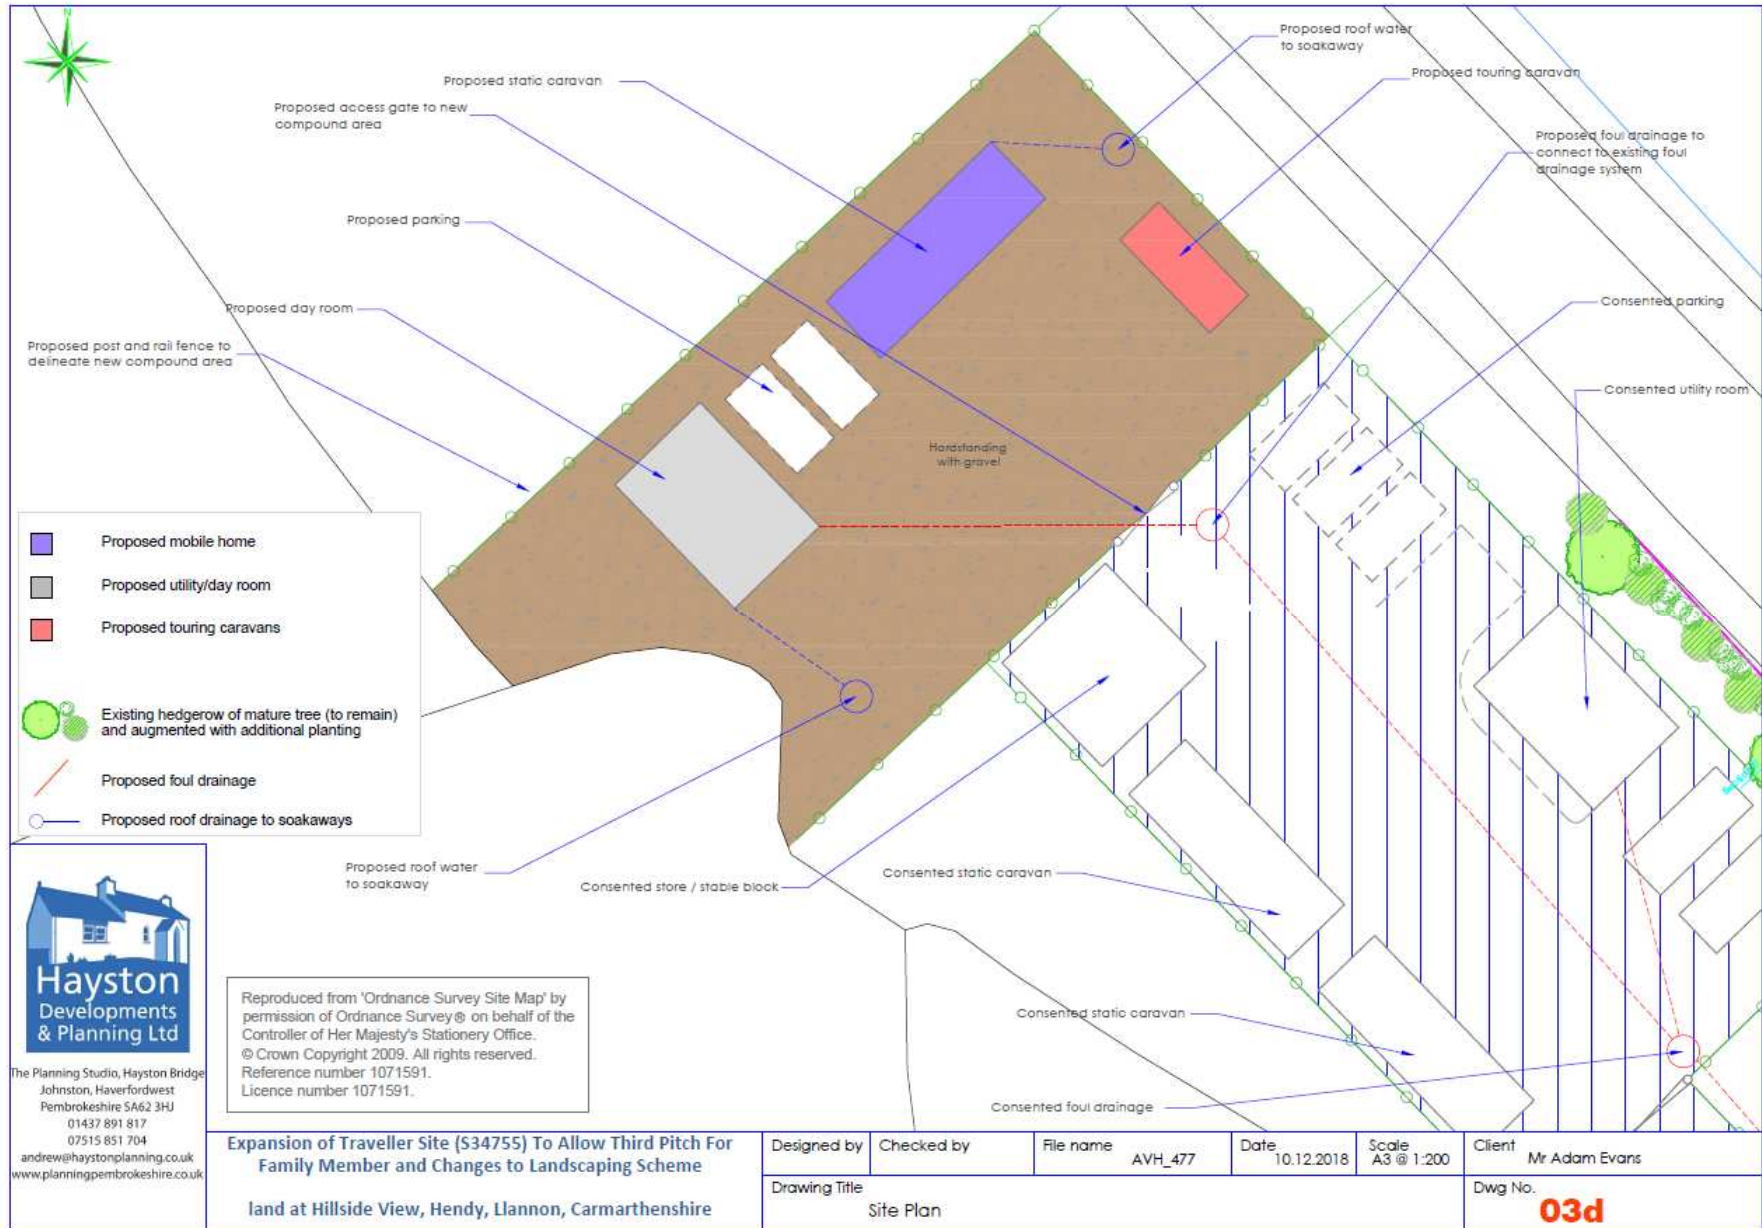 Proposed roof water
to soakaway
Proposed static caravan
Proposed touring caravan
Proposed access gate to new
compound area
Proposed foul drainage to
connect to existing foul
drainage system
Proposed parking
Proposed day room
Consented parking
Proposed post and rail fence to
delineate new compound area
Consented utility room
Hardstanding
with gravel
Proposed mobile home
Proposed utility/day room
Proposed touring caravans
Existing hedgerow of mature tree (to remain)
and augmented with additional planting
Proposed foul drainage
Proposed roof drainage to soakaways
Proposed roof water
to soakaway
Consented store / stable block
Consented static caravan
Consented static caravan
Consented foul drainage
Hayston
Developments
& Planning Ltd
The Planning Studio, Hayston Bridge
Johnston, Haverfordwest
Pembrokeshire SA62 3HJ
01437 891 817
07515 851 704
andrew@haystonplanning.co.uk
www.planningpembrokeshire.co.uk
Reproduced from 'Ordnance Survey Site Map' by
permission of Ordnance Survey® on behalf of the
Controller of Her Majesty's Stationery Office.
© Crown Copyright 2009. All rights reserved.
Reference number 1071591.
Licence number 1071591.
Expansion of Traveller Site (S34755) To Allow Third Pitch For
Family Member and Changes to Landscaping Scheme
land at Hillside View, Hendy, Llannon, Carmarthenshire
Designed by
Checked by
File name
AVH_477
Date
10.12.2018
Scale
A3 @ 1:200
Client
Mr Adam Evans
Drawing Title
Site Plan
Dwg No.
03d